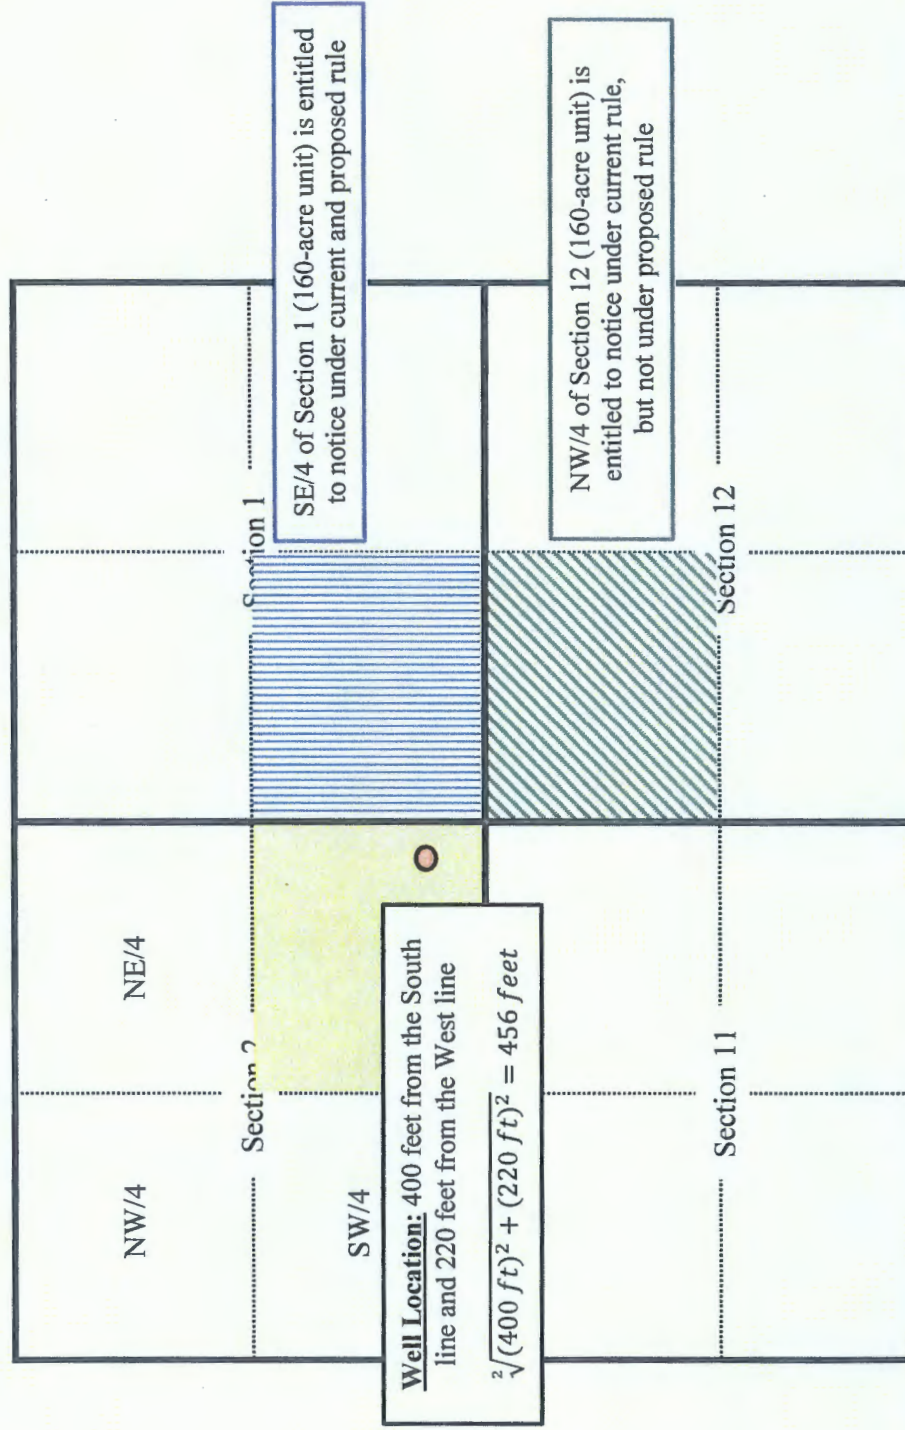 NW/4
NE/4
Section 2
Section 1
SE/4 of Section 1 (160-acre unit) is entitled
to notice under current and proposed rule
SW/4
Well Location: 400 feet from the South
line and 220 feet from the West line
²√(400 ft)² + (220 ft)² = 456 feet
NW/4 of Section 12 (160-acre unit) is
entitled to notice under current rule,
but not under proposed rule
Section 11
Section 12